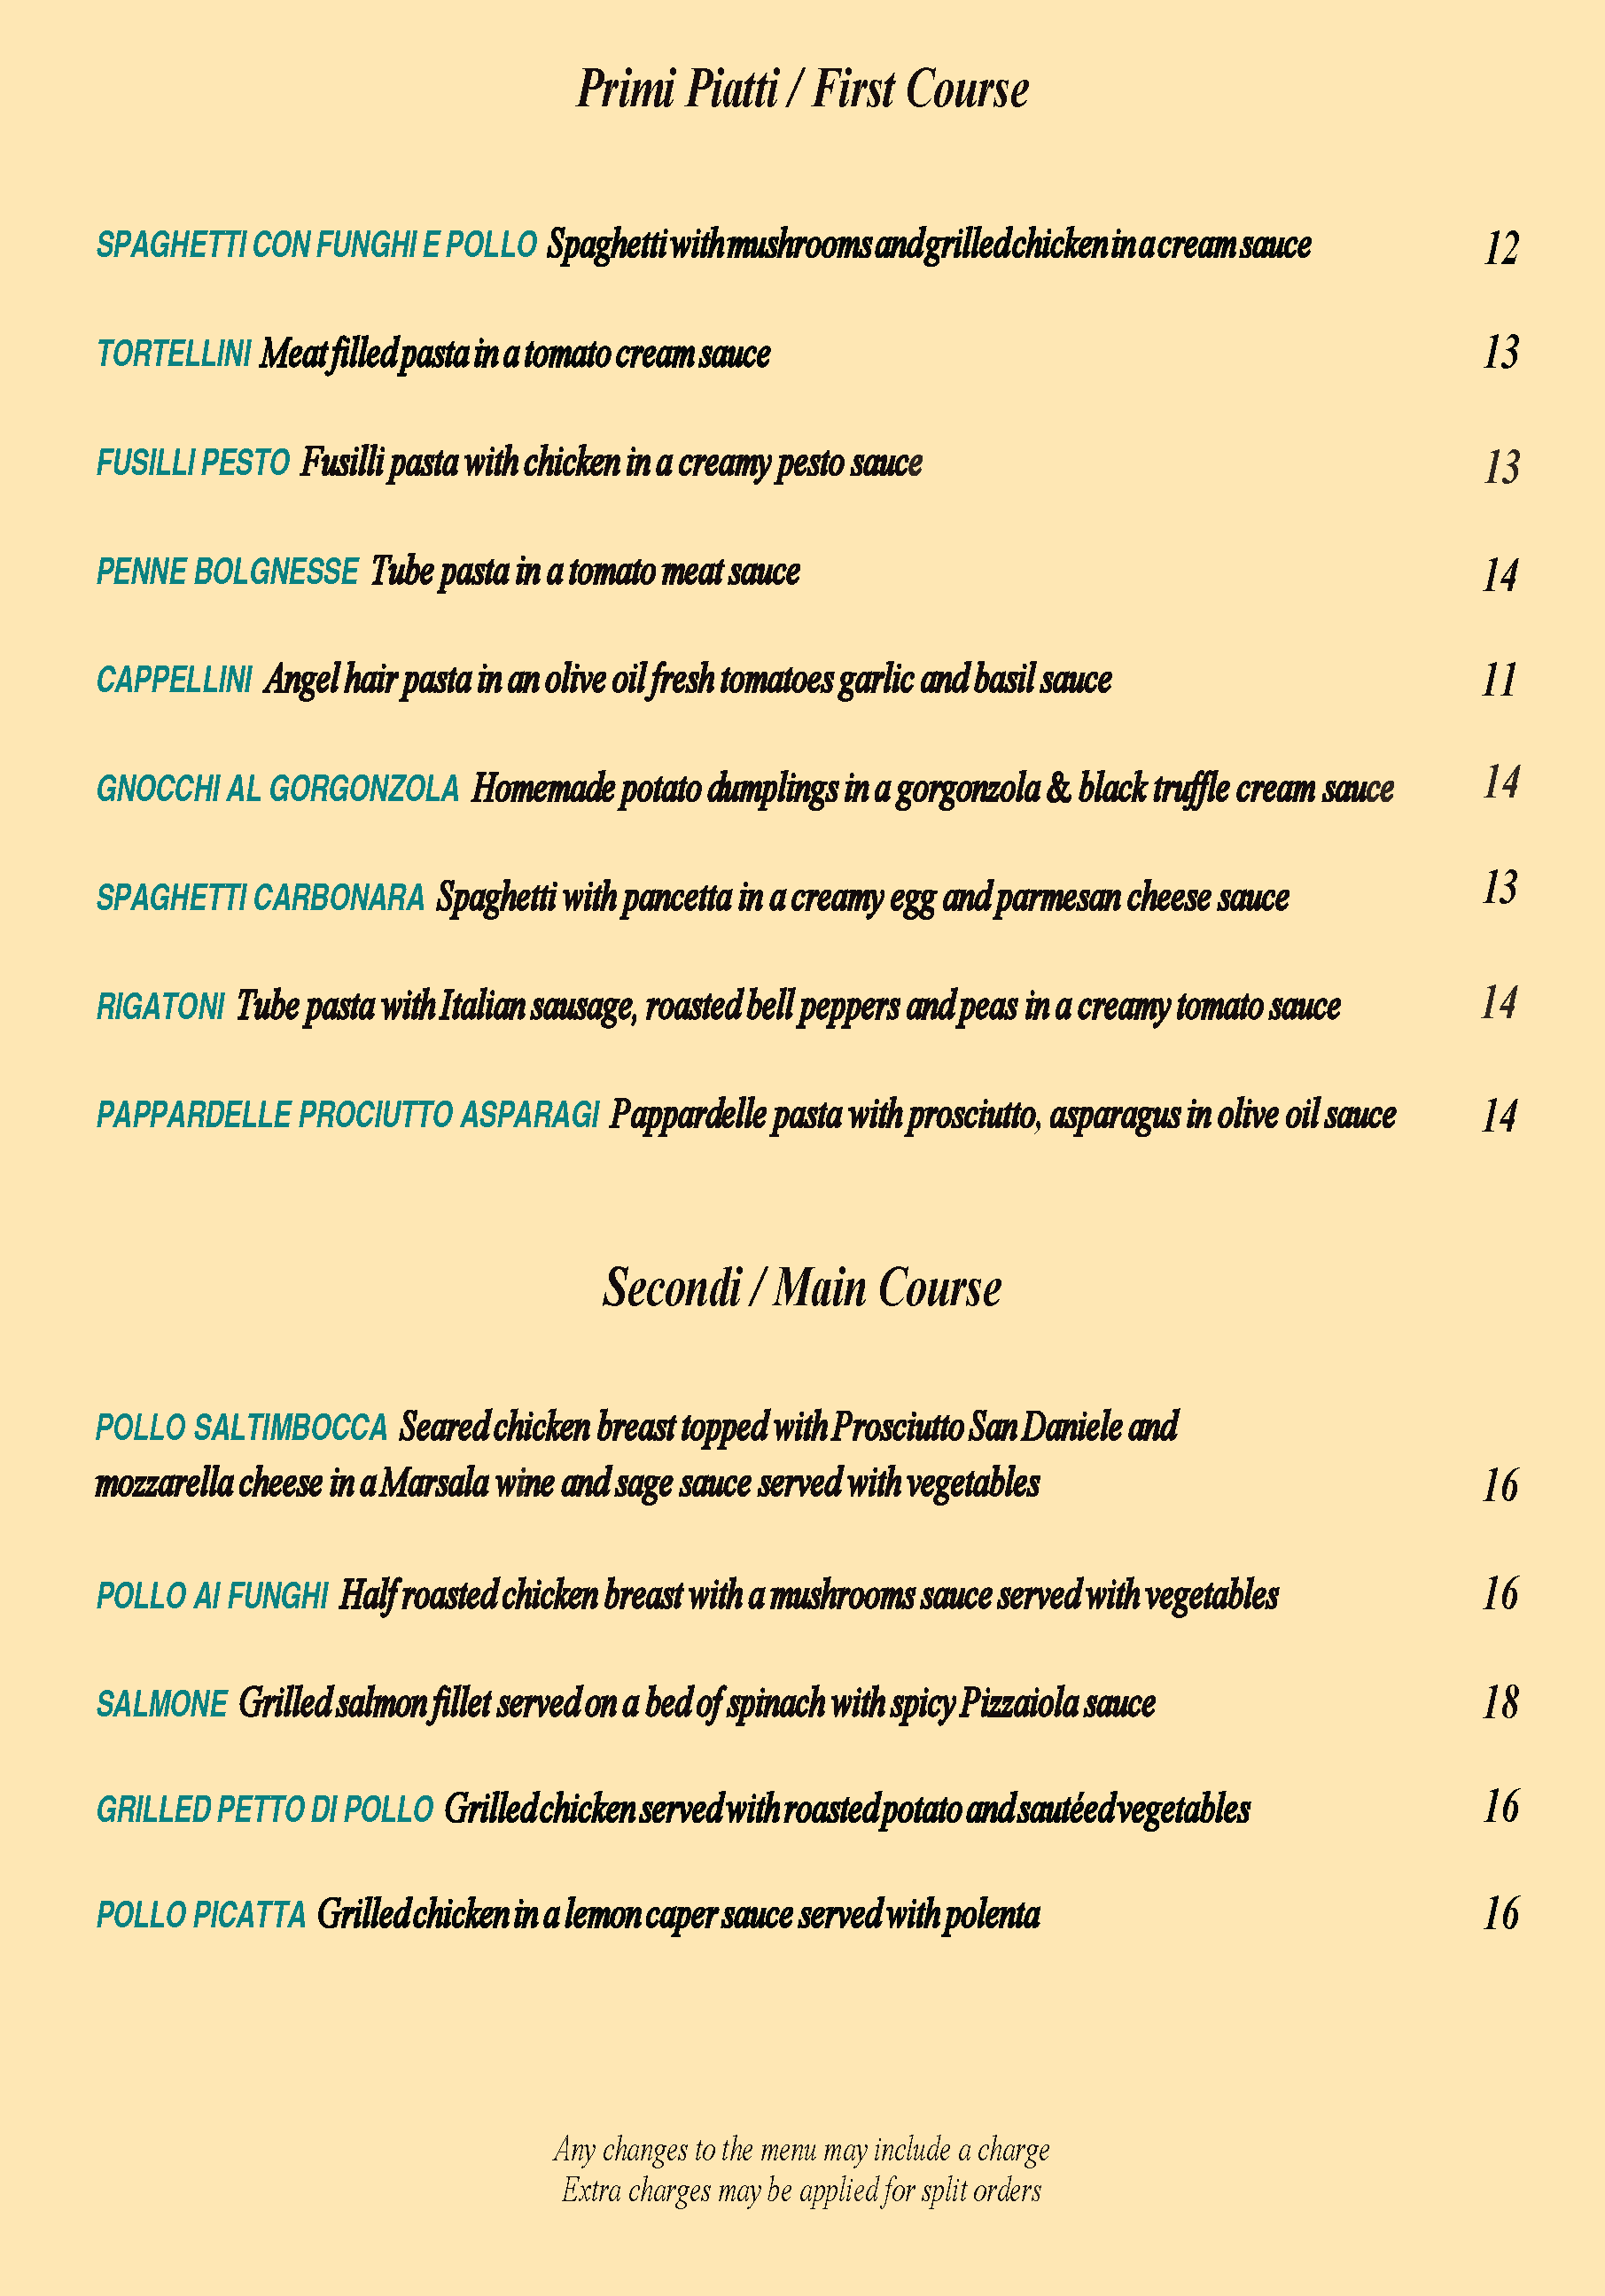 Primi Piatti / First Course
SPAGHETTI CON FUNGHI E POLLO Spaghetti with mushrooms and grilled chicken in a cream sauce 12
TORTELLINI Meat filled pasta in a tomato cream sauce 13
FUSILLI PESTO Fusilli pasta with chicken in a creamy pesto sauce 13
PENNE BOLGNESSE Tube pasta in a tomato meat sauce 14
CAPPELLINI Angel hair pasta in an olive oil fresh tomatoes garlic and basil sauce 11
GNOCCHI AL GORGONZOLA Homemade potato dumplings in a gorgonzola & black truffle cream sauce 14
SPAGHETTI CARBONARA Spaghetti with pancetta in a creamy egg and parmesan cheese sauce 13
RIGATONI Tube pasta with Italian sausage, roasted bell peppers and peas in a creamy tomato sauce 14
PAPPARDELLE PROCIUTTO ASPARAGI Pappardelle pasta with prosciutto, asparagus in olive oil sauce 14
Secondi / Main Course
POLLO SALTIMBOCCA Seared chicken breast topped with Prosciutto San Daniele and
mozzarella cheese in a Marsala wine and sage sauce served with vegetables 16
POLLO AI FUNGHI Half roasted chicken breast with a mushrooms sauce served with vegetables 16
SALMONE Grilled salmon fillet served on a bed of spinach with spicy Pizzaiola sauce 18
GRILLED PETTO DI POLLO Grilled chicken served with roasted potato and sautéed vegetables 16
POLLO PICATTA Grilled chicken in a lemon caper sauce served with polenta 16
Any changes to the menu may include a charge
Extra charges may be applied for split orders